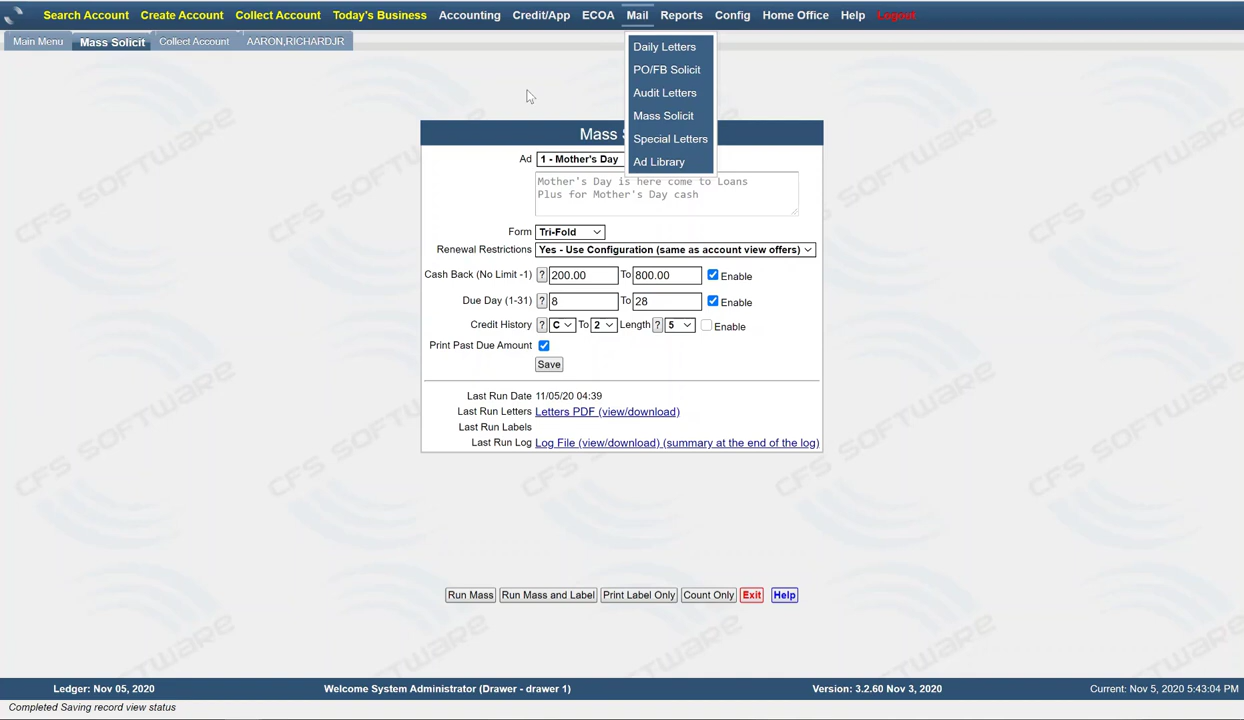 Search Account Create Account Collect Account Today's Business Accounting Credit/App ECOA Mail Reports Config Home Office Help Logout
Main Menu Mass Solicit Collect Account AARON,RICHARDJR
Daily Letters
PO/FB Solicit
Audit Letters
Mass Solicit
Special Letters
Ad Library
Mass S
Ad 1 - Mother's Day
Mother's Day is here come to Loans
Plus for Mother's Day cash
Form Tri-Fold
Renewal Restrictions Yes - Use Configuration (same as account view offers)
Cash Back (No Limit -1) ? 200.00 To 800.00 Enable
Due Day (1-31) ? 8 To 28 Enable
Credit History ? C To 2 Length ? 5 Enable
Print Past Due Amount
Save
Last Run Date 11/05/20 04:39
Last Run Letters Letters PDF (view/download)
Last Run Labels
Last Run Log Log File (view/download) (summary at the end of the log)
Run Mass Run Mass and Label Print Label Only Count Only Exit Help
CFS SOFTWARE
Ledger: Nov 05, 2020 Welcome System Administrator (Drawer - drawer 1) Version: 3.2.60 Nov 3, 2020 Current: Nov 5, 2020 5:43:04 PM
Completed Saving record view status